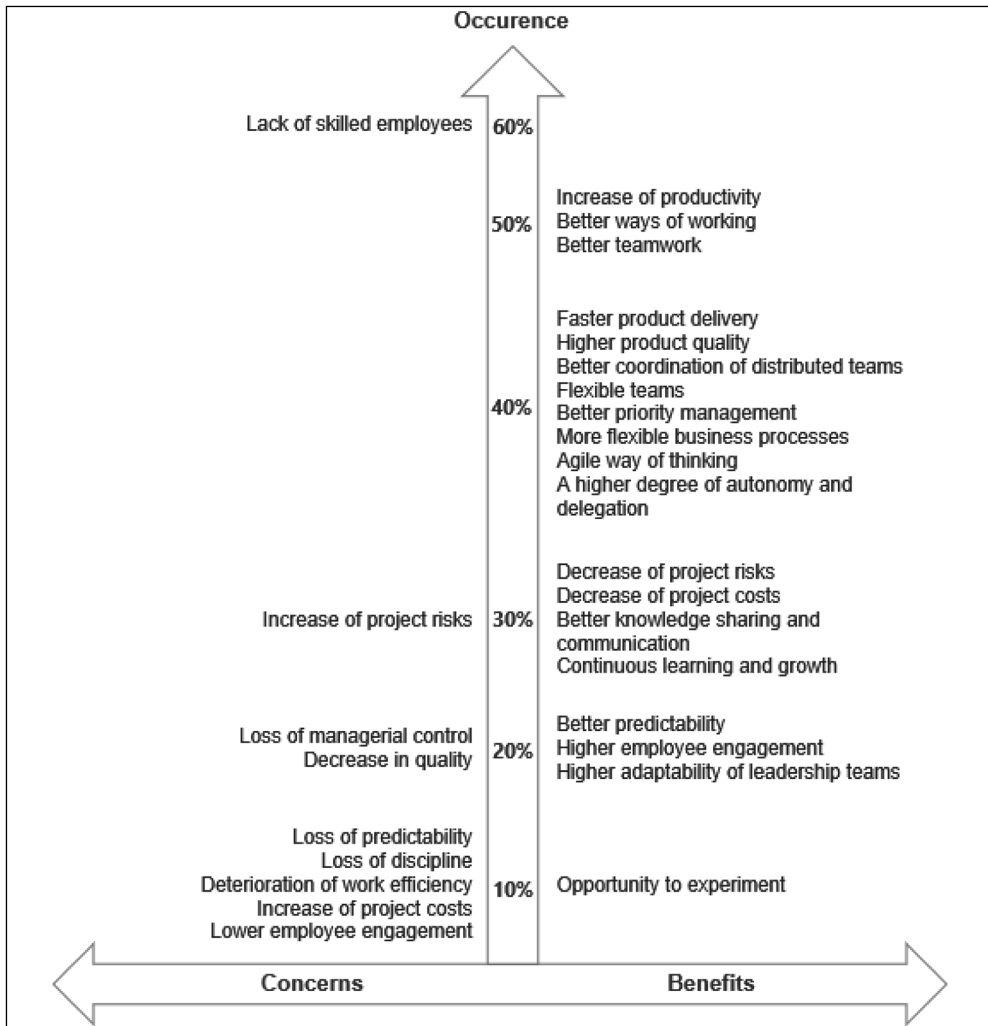 Occurence
Lack of skilled employees
60%
50%
Increase of productivity
Better ways of working
Better teamwork
40%
Faster product delivery
Higher product quality
Better coordination of distributed teams
Flexible teams
Better priority management
More flexible business processes
Agile way of thinking
A higher degree of autonomy and
delegation
Increase of project risks
30%
Decrease of project risks
Decrease of project costs
Better knowledge sharing and
communication
Continuous learning and growth
Loss of managerial control
Decrease in quality
20%
Better predictability
Higher employee engagement
Higher adaptability of leadership teams
Loss of predictability
Loss of discipline
Deterioration of work efficiency
Increase of project costs
Lower employee engagement
10%
Opportunity to experiment
Concerns
Benefits